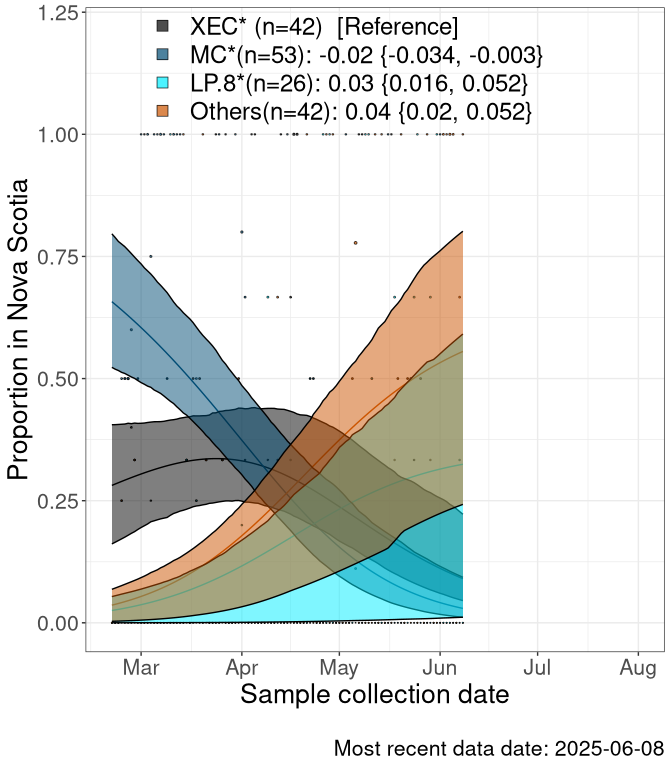 XEC* (n=42) [Reference]
MC*(n=53): -0.02 {-0.034, -0.003}
LP.8*(n=26): 0.03 {0.016, 0.052}
Others(n=42): 0.04 {0.02, 0.052}
1.25
1.00
0.75
0.50
0.25
0.00
Proportion in Nova Scotia
Mar Apr May Jun Jul Aug
Sample collection date
Most recent data date: 2025-06-08